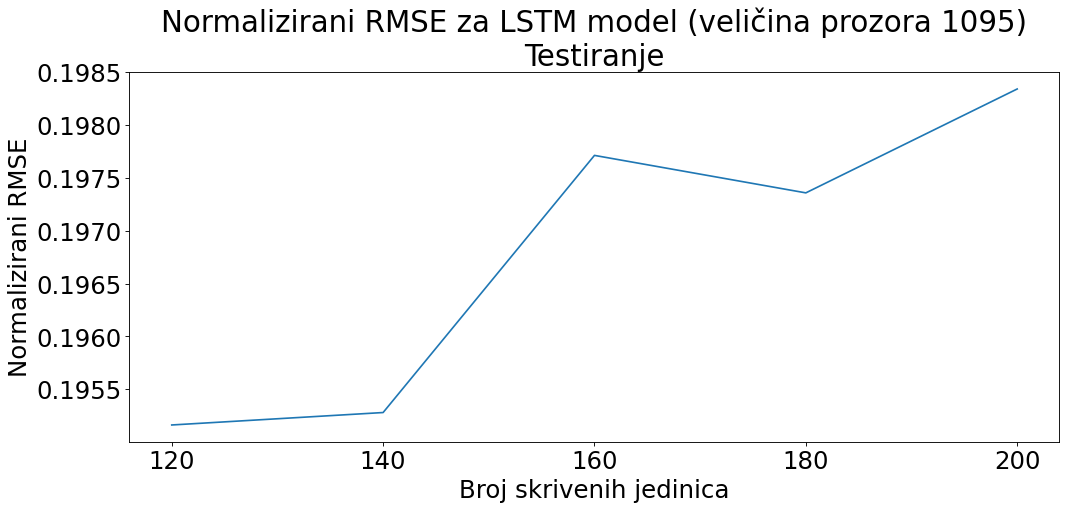 Normalizirani RMSE za LSTM model (veličina prozora 1095)
Testiranje
Normalizirani RMSE
0.1985
0.1980
0.1975
0.1970
0.1965
0.1960
0.1955
120 140 160 180 200
Broj skrivenih jedinica